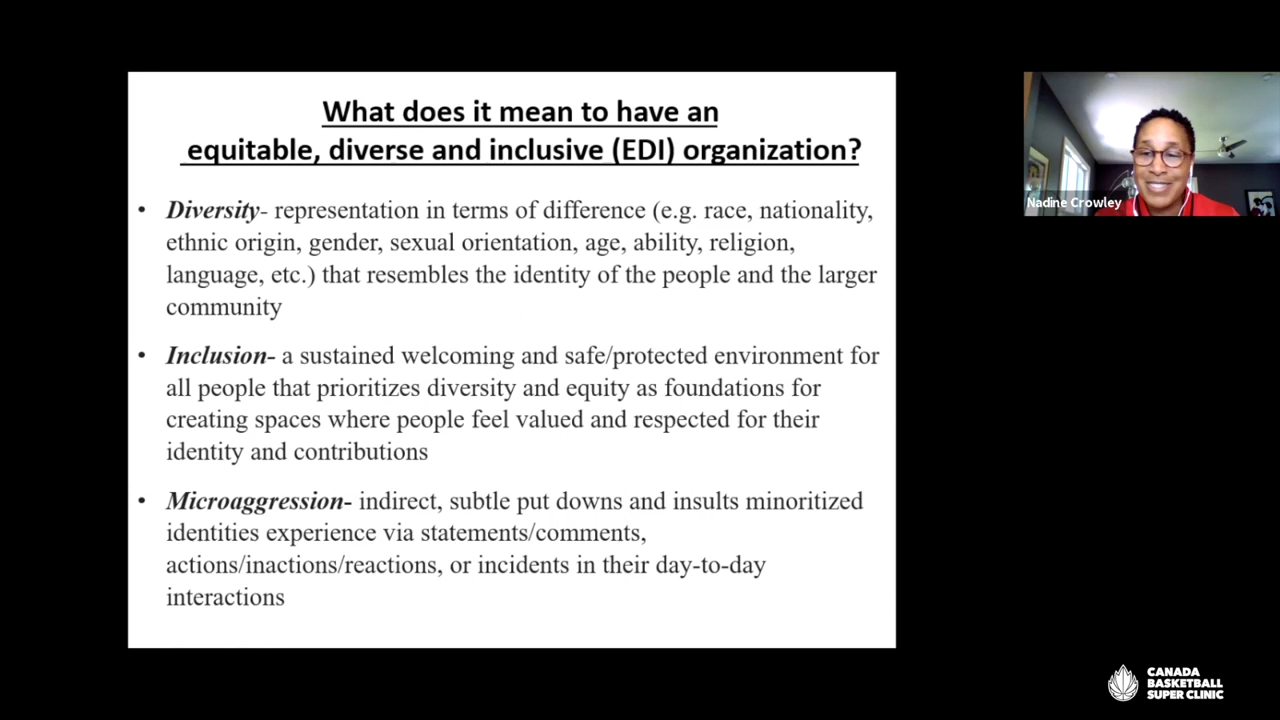 What does it mean to have an
equitable, diverse and inclusive (EDI) organization?
• Diversity- representation in terms of difference (e.g. race, nationality,
ethnic origin, gender, sexual orientation, age, ability, religion,
language, etc.) that resembles the identity of the people and the larger
community
• Inclusion- a sustained welcoming and safe/protected environment for
all people that prioritizes diversity and equity as foundations for
creating spaces where people feel valued and respected for their
identity and contributions
• Microaggression- indirect, subtle put downs and insults minoritized
identities experience via statements/comments,
actions/inactions/reactions, or incidents in their day-to-day
interactions
Nadine Crowley
CANADA
BASKETBALL
SUPER CLINIC